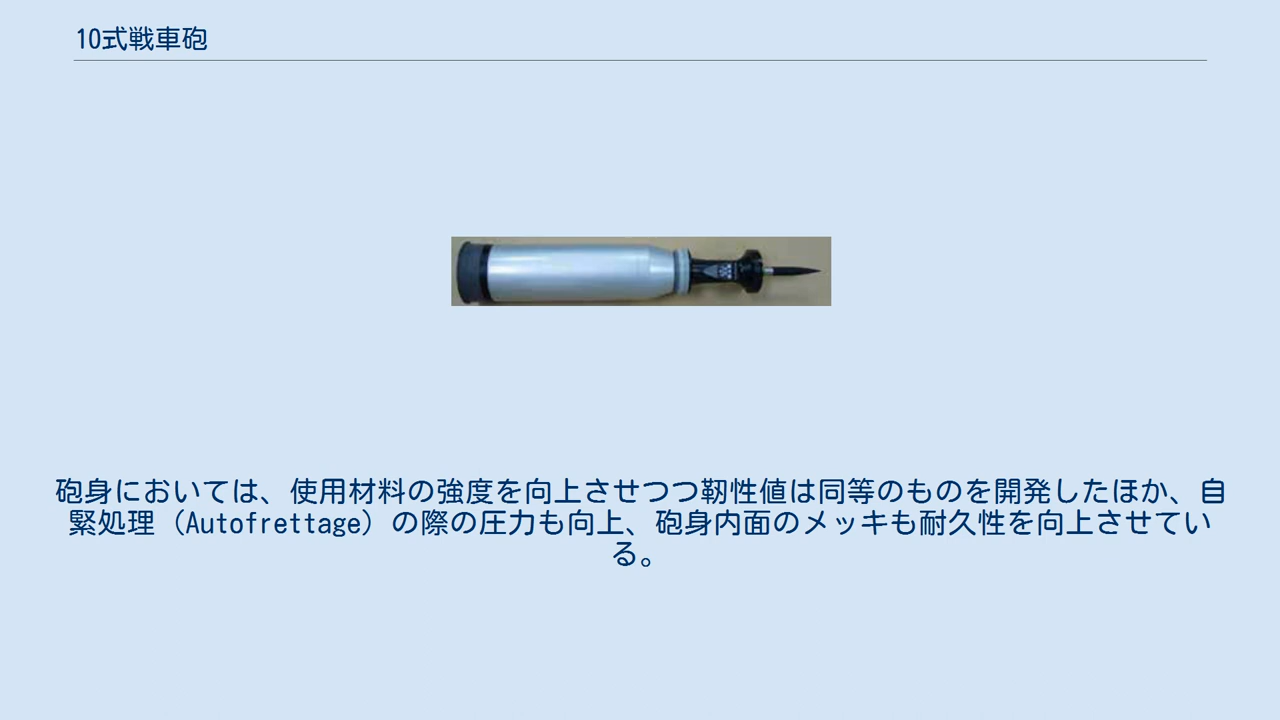 10式戦車砲
砲身においては、使用材料の強度を向上させつつ靭性値は同等のものを開発したほか、自
緊処理（Autofrettage）の際の圧力も向上、砲身内面のメッキも耐久性を向上させてい
る。